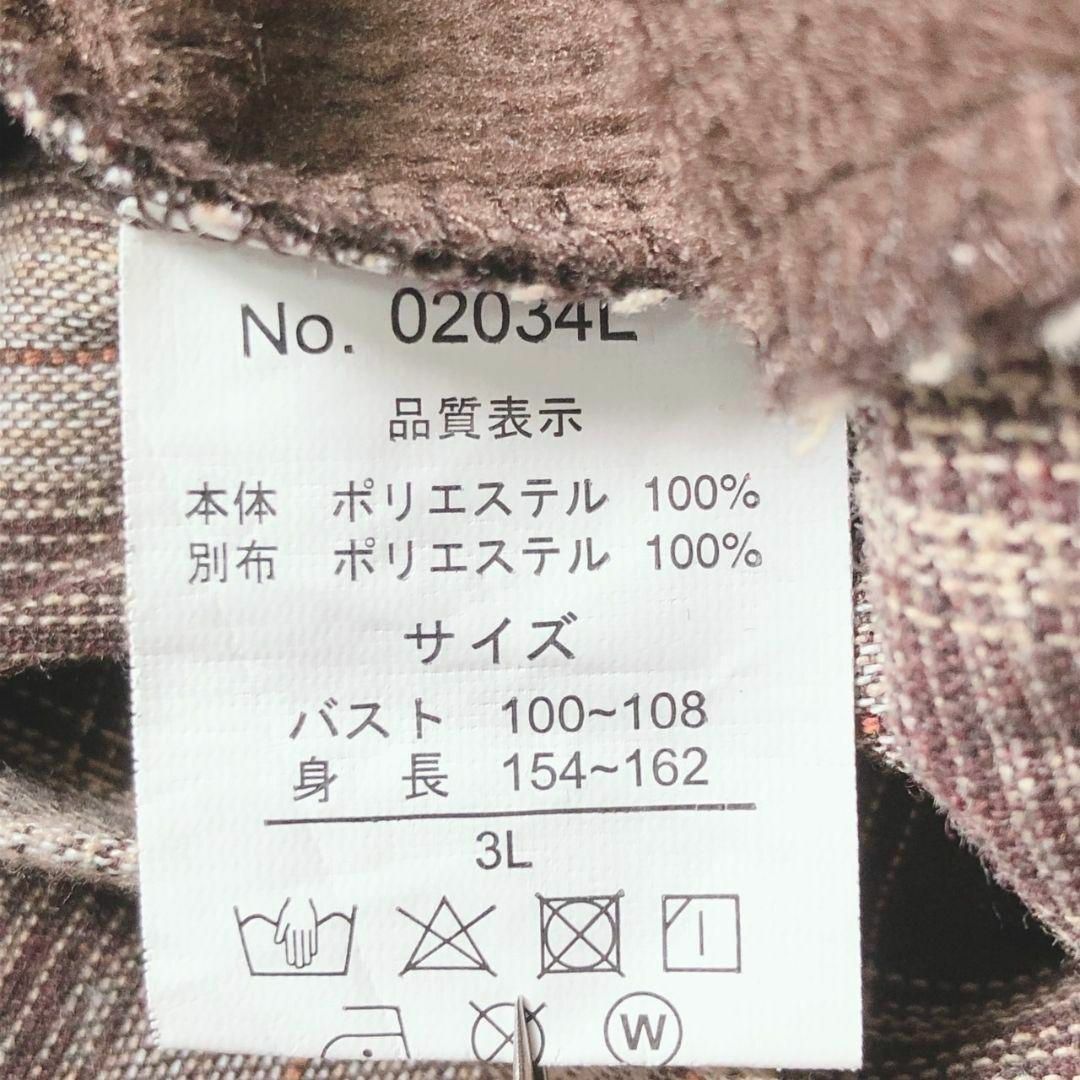 No. 02034L
品質表示
本体 ポリエステル 100%
別布 ポリエステル 100%
サイズ
バスト 100~108
身 長 154~162
3L
W